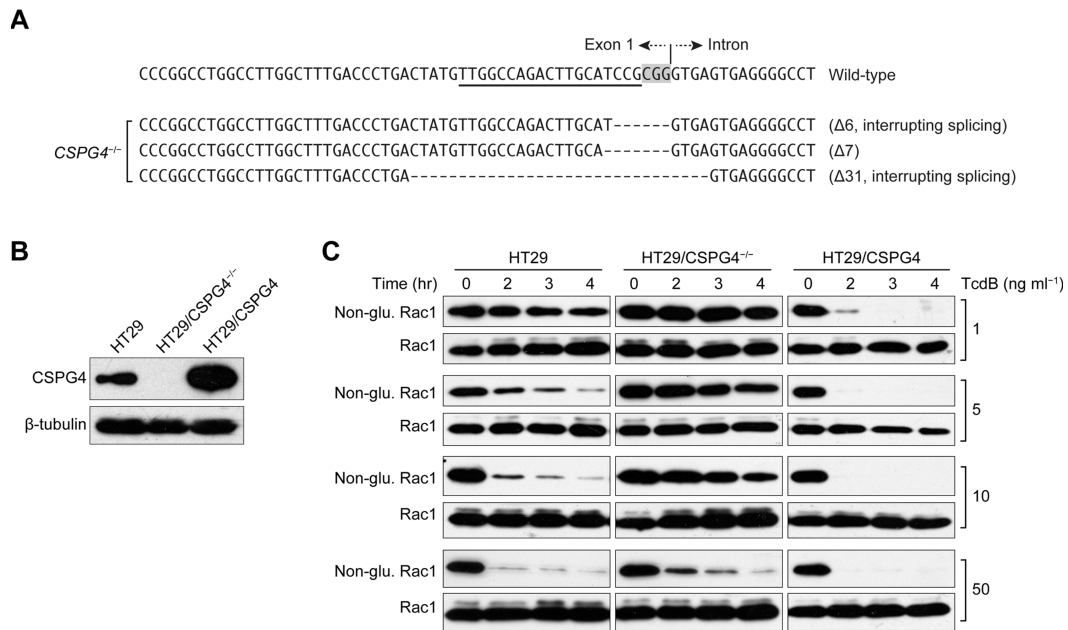 A
Exon 1
Intron
CCCGGCCTGGCCTTGGCTTTGACCCTGACTATGTTGGCCAGACTTGCATCCGCGGGTGAGTGAGGGGCCT Wild-type
CSPG4–/–
CCCGGCCTGGCCTTGGCTTTGACCCTGACTATGTTGGCCAGACTTGCAT------GTGAGTGAGGGGCCT (Δ6, interrupting splicing)
CCCGGCCTGGCCTTGGCTTTGACCCTGACTATGTTGGCCAGACTTGCA-------GTGAGTGAGGGGCCT (Δ7)
CCCGGCCTGGCCTTGGCTTTGACCCTGA-------------------------------GTGAGGGGCCT (Δ31, interrupting splicing)
B
HT29
HT29/CSPG4–/–
HT29/CSPG4
CSPG4
β-tubulin
C
HT29 HT29/CSPG4–/– HT29/CSPG4
Time (hr) 0 2 3 4 0 2 3 4 0 2 3 4 TcdB (ng ml–1)
Non-glu. Rac1
Rac1
1
Non-glu. Rac1
Rac1
5
Non-glu. Rac1
Rac1
10
Non-glu. Rac1
Rac1
50